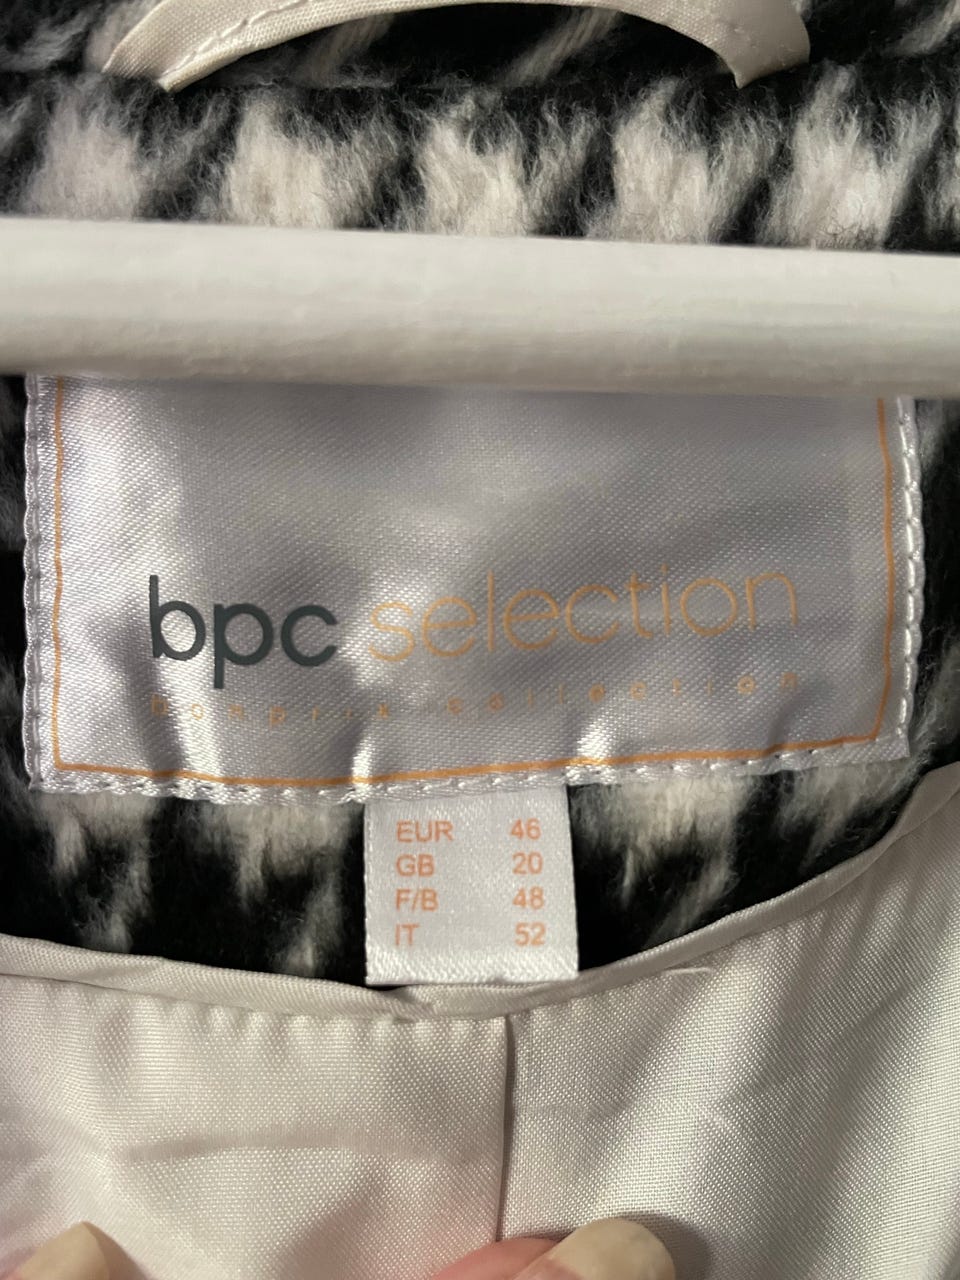 bpc selection
bonprix collection
EUR 46
GB 20
F/B 48
IT 52